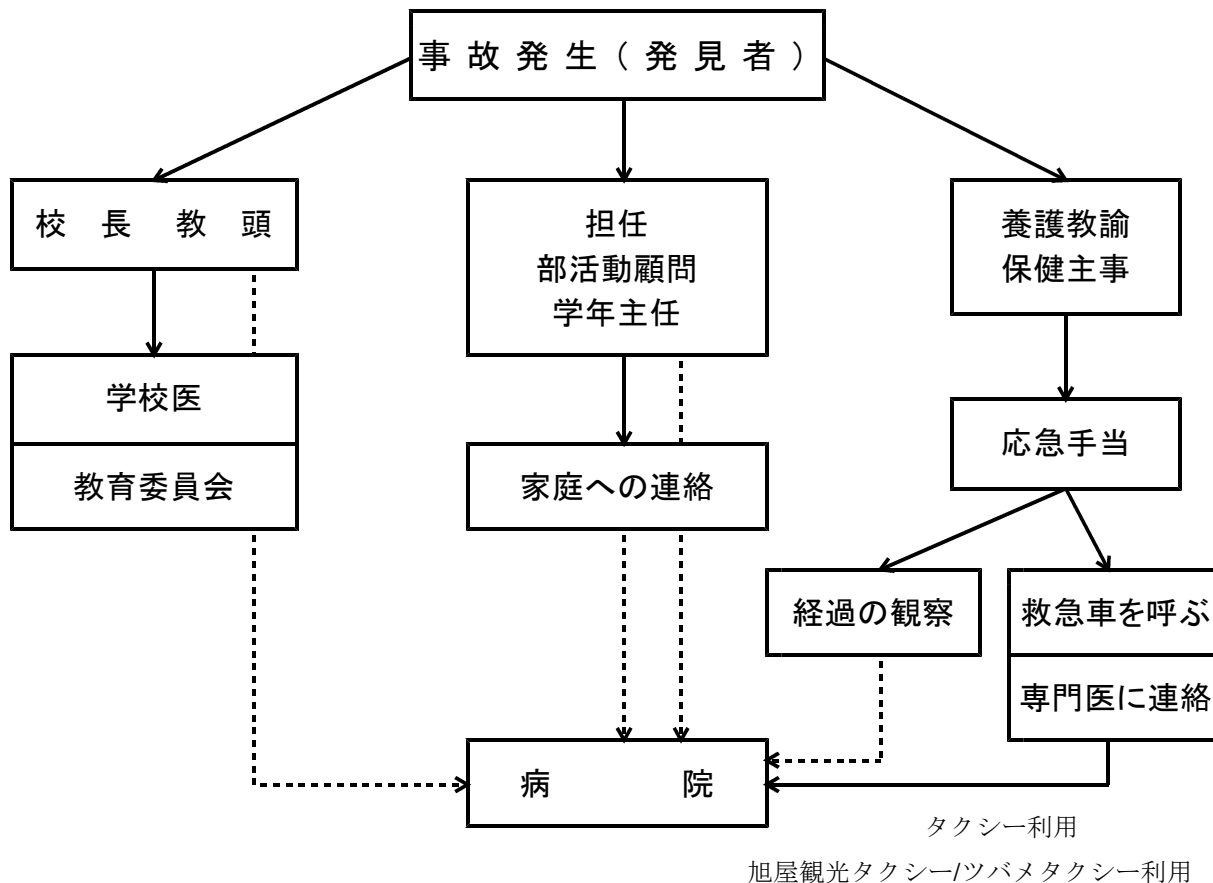 事故発生(発見者)
校長 教頭
担任
部活動顧問
学年主任
養護教諭
保健主事
学校医
教育委員会
家庭への連絡
応急手当
経過の観察
救急車を呼ぶ
専門医に連絡
病院
タクシー利用
旭屋観光タクシー/ツバメタクシー利用